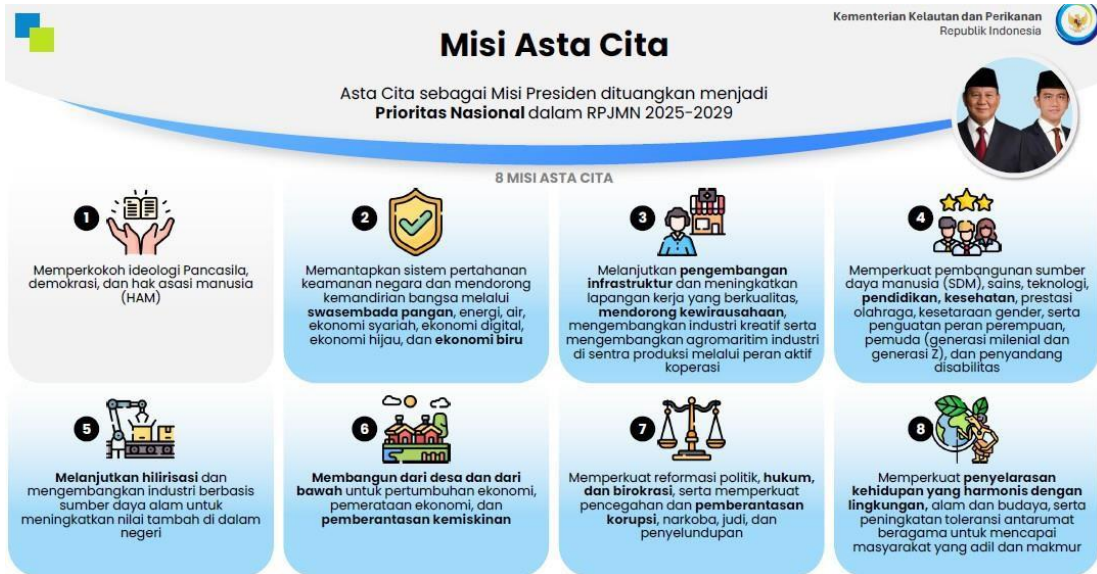 Kementerian Kelautan dan Perikanan
Republik Indonesia
Misi Asta Cita
Asta Cita sebagai Misi Presiden dituangkan menjadi
Prioritas Nasional dalam RPJMN 2025-2029
8 MISI ASTA CITA
1
Memperkokoh ideologi Pancasila,
demokrasi, dan hak asasi manusia
(HAM)
2
Memantapkan sistem pertahanan
keamanan negara dan mendorong
kemandirian bangsa melalui
swasembada pangan, energi, air,
ekonomi syariah, ekonomi digital,
ekonomi hijau, dan ekonomi biru
3
Melanjutkan pengembangan
infrastruktur dan meningkatkan
lapangan kerja yang berkualitas,
mendorong kewirausahaan,
mengembangkan industri kreatif serta
mengembangkan agromaritim industri
di sentra produksi melalui peran aktif
koperasi
4
Memperkuat pembangunan sumber
daya manusia (SDM), sains, teknologi,
pendidikan, kesehatan, prestasi
olahraga, kesetaraan gender, serta
penguatan peran perempuan,
pemuda (generasi milenial dan
generasi Z), dan penyandang
disabilitas
5
Melanjutkan hilirisasi dan
mengembangkan industri berbasis
sumber daya alam untuk
meningkatkan nilai tambah di dalam
negeri
6
Membangun dari desa dan dari
bawah untuk pertumbuhan ekonomi,
pemerataan ekonomi, dan
pemberantasan kemiskinan
7
Memperkuat reformasi politik, hukum,
dan birokrasi, serta memperkuat
pencegahan dan pemberantasan
korupsi, narkoba, judi, dan
penyelundupan
8
Memperkuat penyelarasan
kehidupan yang harmonis dengan
lingkungan, alam dan budaya, serta
peningkatan toleransi antarumat
beragama untuk mencapai
masyarakat yang adil dan makmur